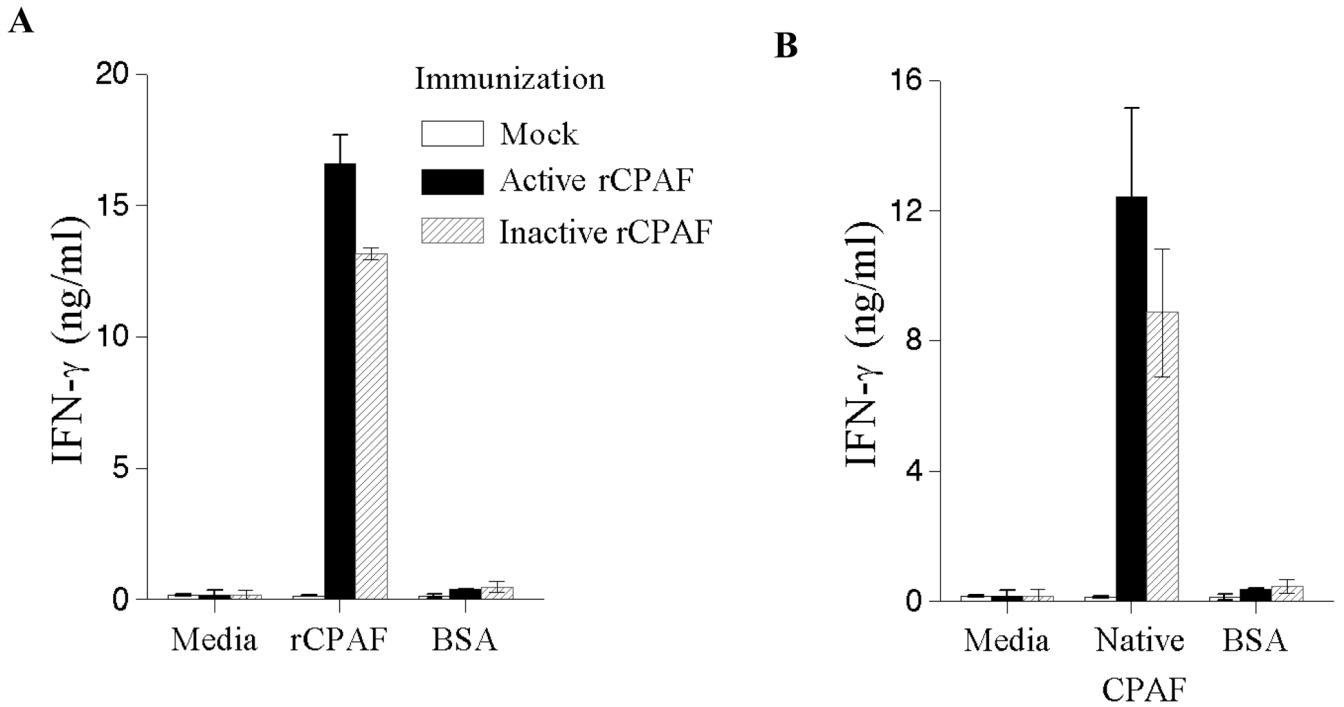 A
IFN-γ (ng/ml)
20
15
10
5
0
Media rCPAF BSA
Immunization
Mock
Active rCPAF
Inactive rCPAF
B
IFN-γ (ng/ml)
16
12
8
4
0
Media Native BSA
CPAF